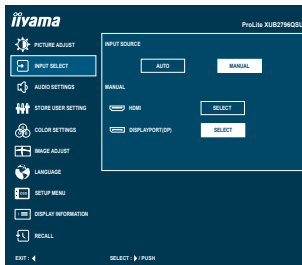 iiyama
ProLite XUB2796QSU
PICTURE ADJUST
INPUT SELECT
AUDIO SETTINGS
STORE USER SETTING
COLOR SETTINGS
IMAGE ADJUST
LANGUAGE
SETUP MENU
DISPLAY INFORMATION
RECALL
INPUT SOURCE
AUTO
MANUAL
MANUAL
HDMI
SELECT
DISPLAYPORT(DP)
SELECT
EXIT :
SELECT : / PUSH